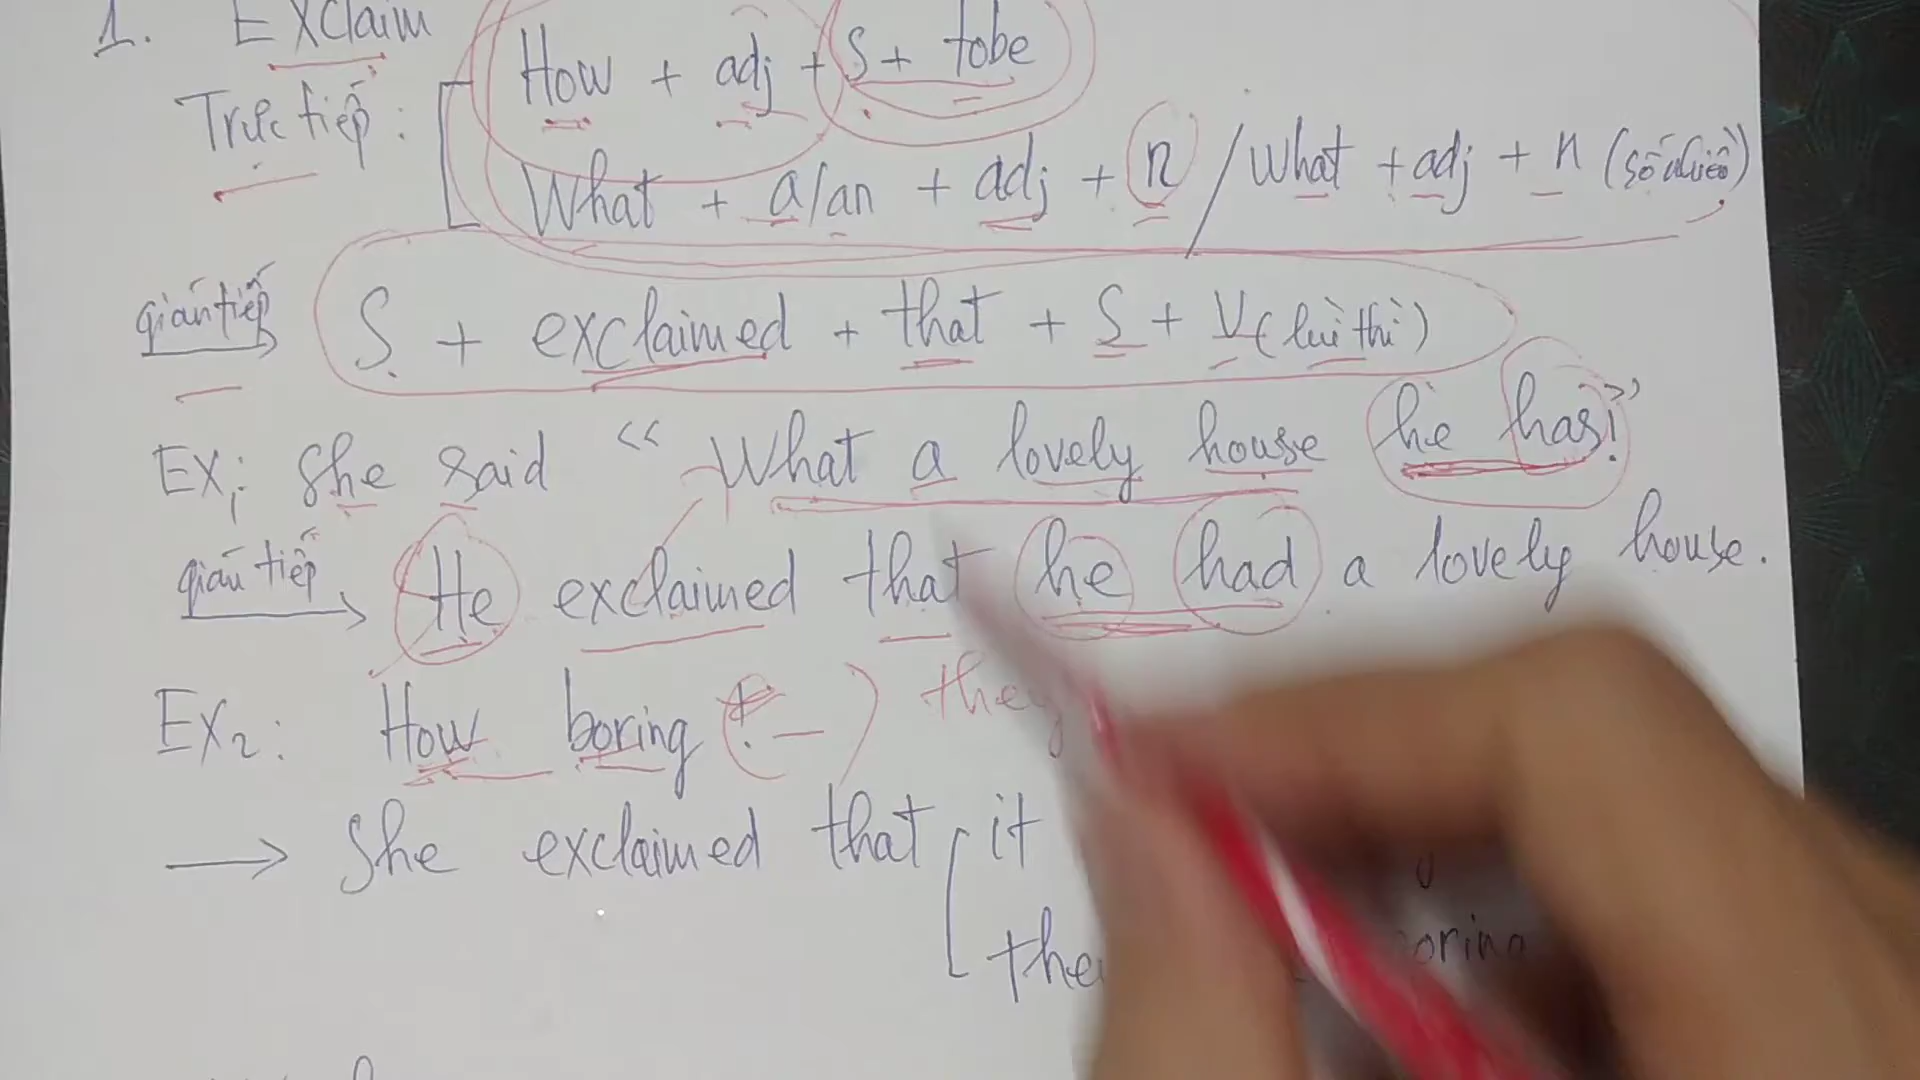 1. Exclaim
Trực tiếp : How + adj + S + tobe
What + a/an + adj + n / What + adj + n (số nhiều)
gián tiếp S + exclaimed + that + S + V (lùi thì)
EX1: She said “ What a lovely house he has!”
gián tiếp → He exclaimed that he had a lovely house.
EX2: How boring ( ) they
→ She exclaimed that it
boring